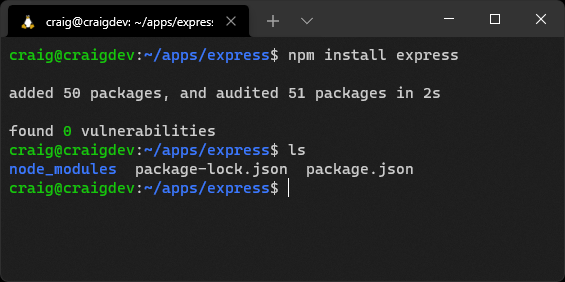 craig@craigdev: ~/apps/express
craig@craigdev:~/apps/express$ npm install express
added 50 packages, and audited 51 packages in 2s
found 0 vulnerabilities
craig@craigdev:~/apps/express$ ls
node_modules  package-lock.json  package.json
craig@craigdev:~/apps/express$